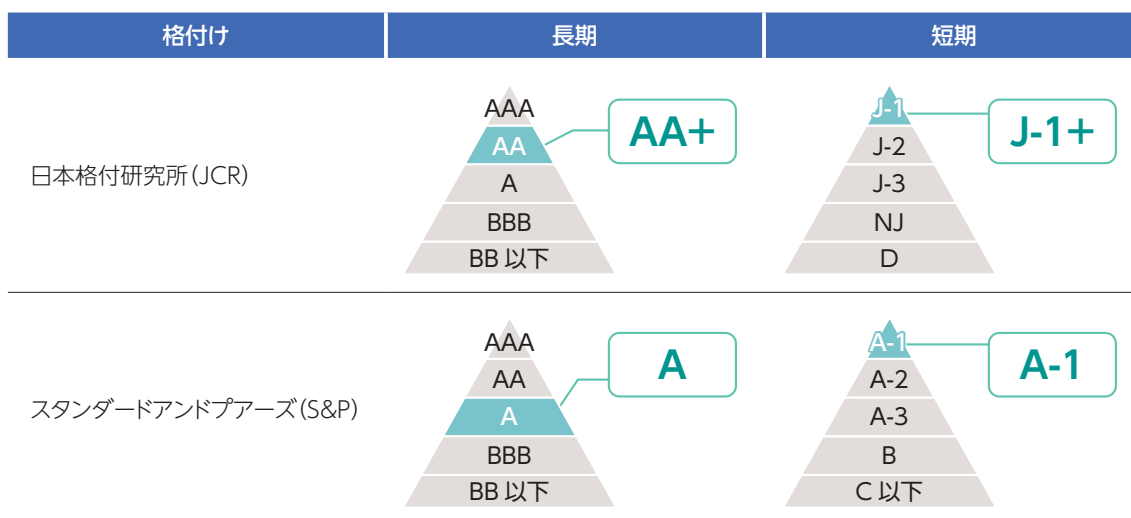 格付け
長期
短期
日本格付研究所(JCR)
AAA
AA
A
BBB
BB 以下
AA+
J-1
J-2
J-3
NJ
D
J-1+
スタンダードアンドプアーズ(S&P)
AAA
AA
A
BBB
BB 以下
A
A-1
A-2
A-3
B
C 以下
A-1